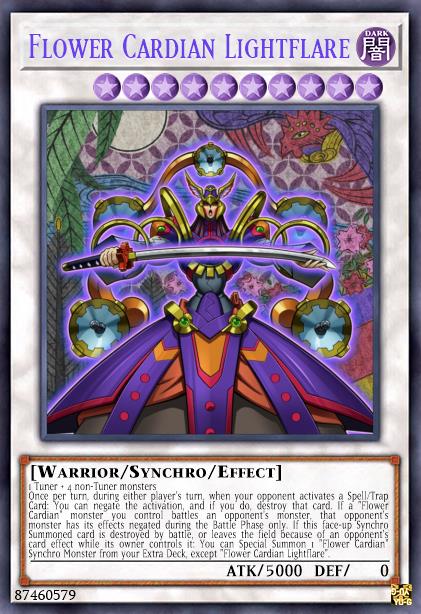 Flower Cardian Lightflare
DARK
闇
[Warrior/Synchro/Effect]
1 Tuner + 4 non-Tuner monsters
Once per turn, during either player's turn, when your opponent activates a Spell/Trap
Card: You can negate the activation, and if you do, destroy that card. If a "Flower
Cardian" monster you control battles an opponent's monster, that opponent's
monster has its effects negated during the Battle Phase only. If this face-up Synchro
Summoned card is destroyed by battle, or leaves the field because of an opponent's
card effect while its owner controls it: You can Special Summon 1 "Flower Cardian"
Synchro Monster from your Extra Deck, except "Flower Cardian Lightflare".
ATK/5000 DEF/ 0
87460579